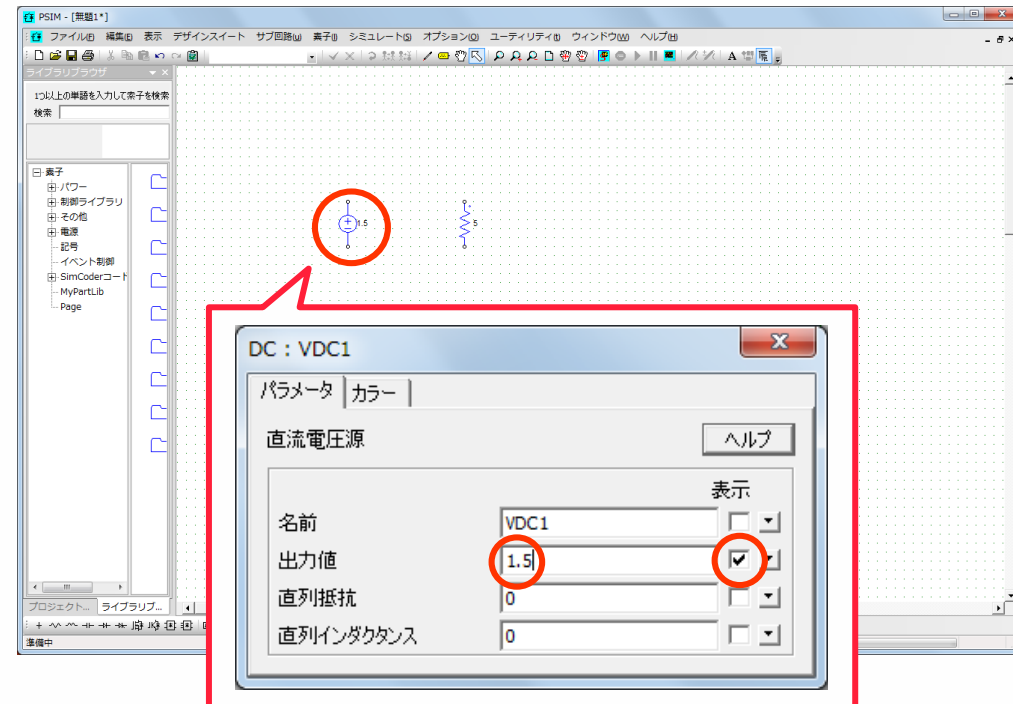 PSIM - [無題1*]
ファイル(F) 編集(E) 表示 デザインスイート サブ回路(u) 素子(l) シミュレート(S) オプション(O) ユーティリティ(t) ウィンドウ(W) ヘルプ(H)
ライブラリブラウザ
1つ以上の単語を入力して素子を検索
検索
素子
パワー
制御ライブラリ
その他
電源
記号
イベント制御
SimCoderコート
MyPartLib
Page
プロジェクト... ライブラリブ...
準備中
1.5
5
DC : VDC1
パラメータ カラー
直流電圧源
ヘルプ
表示
名前 VDC1
出力値 1.5
直列抵抗 0
直列インダクタンス 0